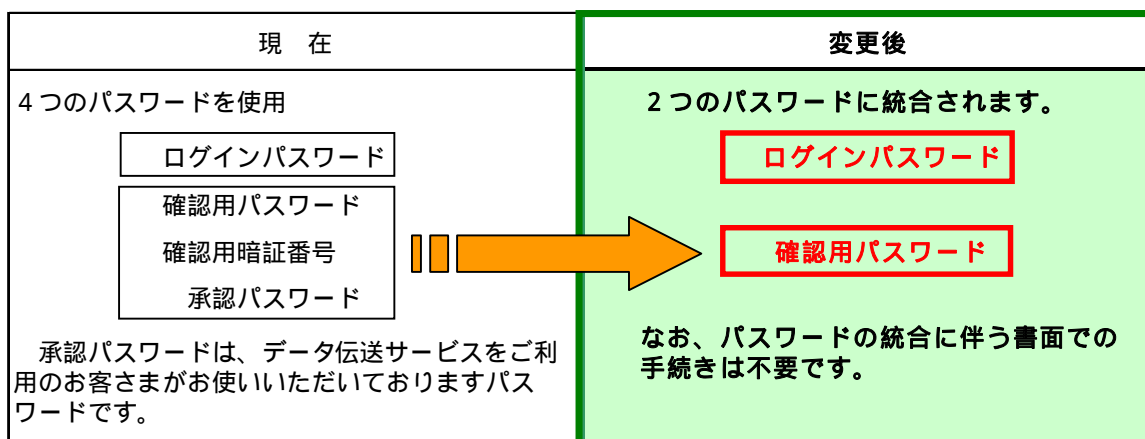 現　在
4つのパスワードを使用
ログインパスワード
確認用パスワード
確認用暗証番号
承認パスワード
承認パスワードは、データ伝送サービスをご利
用のお客さまがお使いいただいておりますパス
ワードです。
変更後
2つのパスワードに統合されます。
ログインパスワード
確認用パスワード
なお、パスワードの統合に伴う書面での
手続きは不要です。